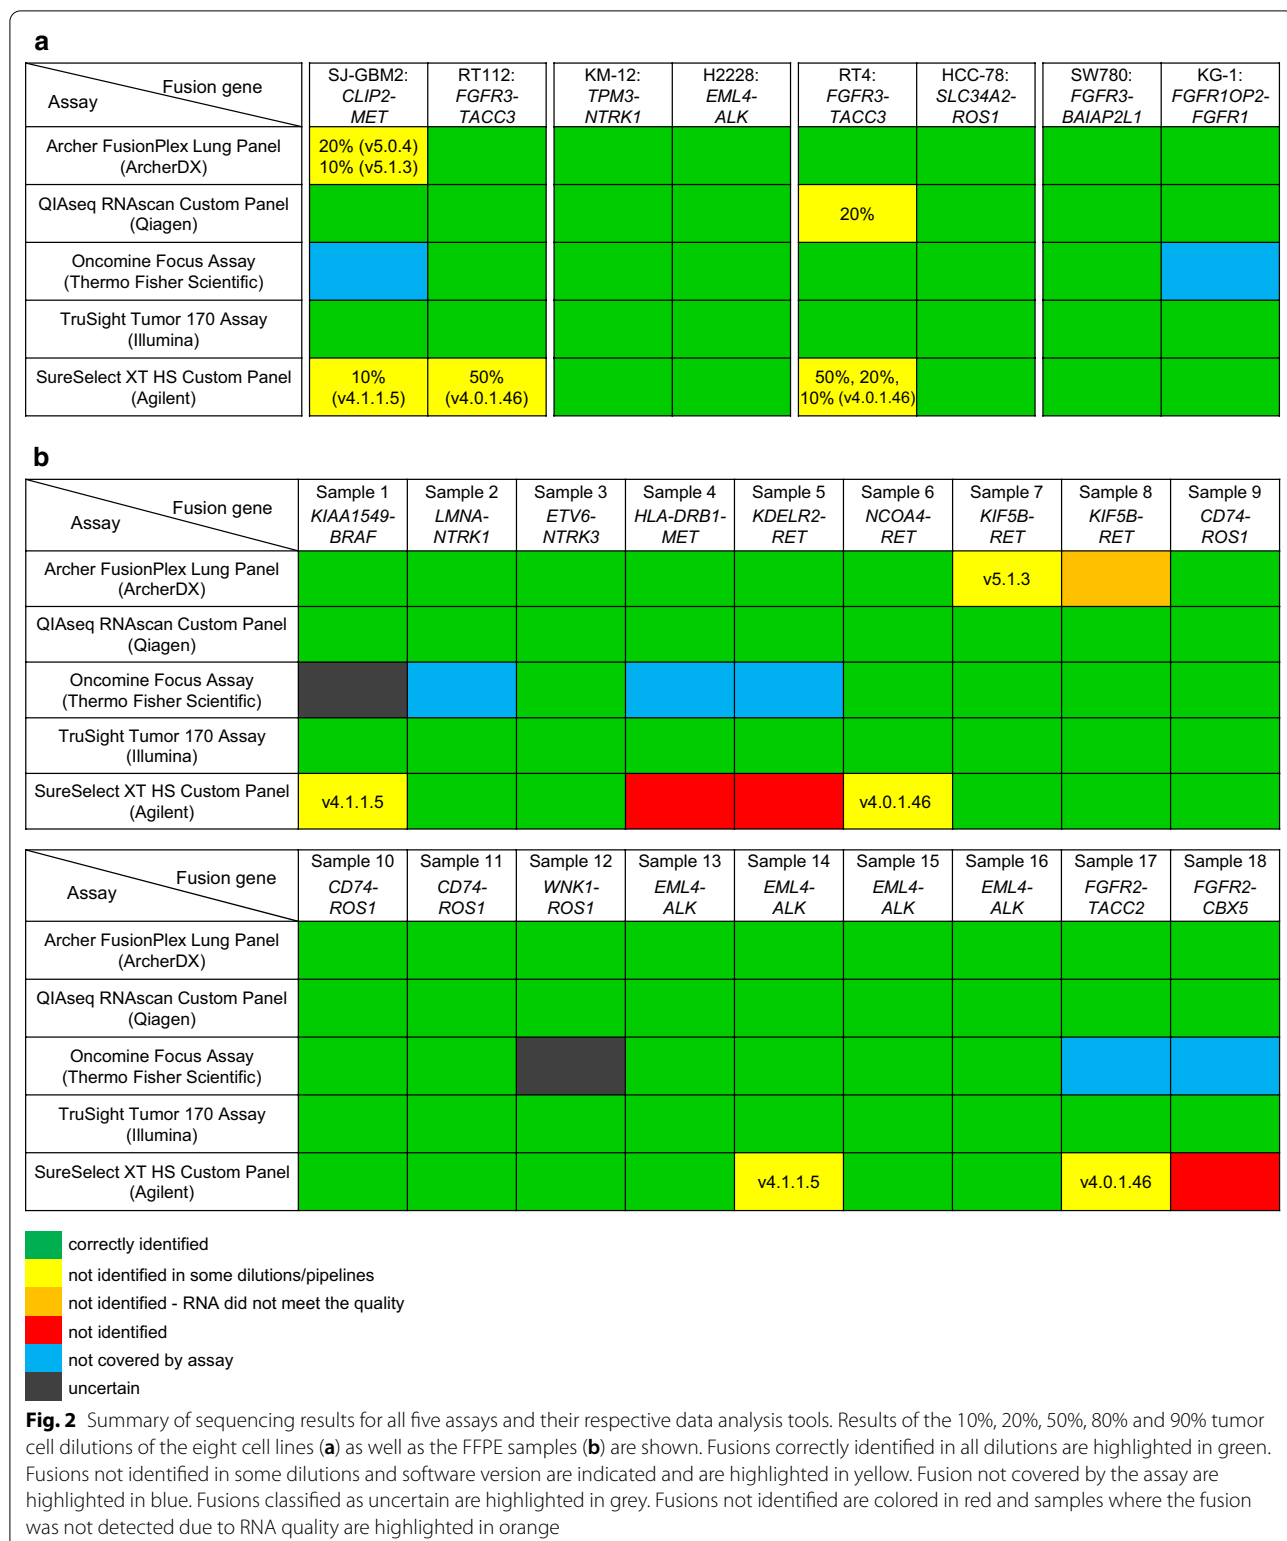 a
Fusion gene
Assay
SJ-GBM2:
CLIP2-
MET
RT112:
FGFR3-
TACC3
KM-12:
TPM3-
NTRK1
H2228:
EML4-
ALK
RT4:
FGFR3-
TACC3
HCC-78:
SLC34A2-
ROS1
SW780:
FGFR3-
BAIAP2L1
KG-1:
FGFR1OP2-
FGFR1
Archer FusionPlex Lung Panel
(ArcherDX)
20% (v5.0.4)
10% (v5.1.3)
QIAseq RNAscan Custom Panel
(Qiagen)
20%
Oncomine Focus Assay
(Thermo Fisher Scientific)
TruSight Tumor 170 Assay
(Illumina)
SureSelect XT HS Custom Panel
(Agilent)
10%
(v4.1.1.5)
50%
(v4.0.1.46)
50%, 20%,
10% (v4.0.1.46)
b
Fusion gene
Assay
Sample 1
KIAA1549-
BRAF
Sample 2
LMNA-
NTRK1
Sample 3
ETV6-
NTRK3
Sample 4
HLA-DRB1-
MET
Sample 5
KDELR2-
RET
Sample 6
NCOA4-
RET
Sample 7
KIF5B-
RET
Sample 8
KIF5B-
RET
Sample 9
CD74-
ROS1
Archer FusionPlex Lung Panel
(ArcherDX)
v5.1.3
QIAseq RNAscan Custom Panel
(Qiagen)
Oncomine Focus Assay
(Thermo Fisher Scientific)
TruSight Tumor 170 Assay
(Illumina)
SureSelect XT HS Custom Panel
(Agilent)
v4.1.1.5
v4.0.1.46
Fusion gene
Assay
Sample 10
CD74-
ROS1
Sample 11
CD74-
ROS1
Sample 12
WNK1-
ROS1
Sample 13
EML4-
ALK
Sample 14
EML4-
ALK
Sample 15
EML4-
ALK
Sample 16
EML4-
ALK
Sample 17
FGFR2-
TACC2
Sample 18
FGFR2-
CBX5
Archer FusionPlex Lung Panel
(ArcherDX)
QIAseq RNAscan Custom Panel
(Qiagen)
Oncomine Focus Assay
(Thermo Fisher Scientific)
TruSight Tumor 170 Assay
(Illumina)
SureSelect XT HS Custom Panel
(Agilent)
v4.1.1.5
v4.0.1.46
correctly identified
not identified in some dilutions/pipelines
not identified - RNA did not meet the quality
not identified
not covered by assay
uncertain
Fig. 2 Summary of sequencing results for all five assays and their respective data analysis tools. Results of the 10%, 20%, 50%, 80% and 90% tumor
cell dilutions of the eight cell lines (a) as well as the FFPE samples (b) are shown. Fusions correctly identified in all dilutions are highlighted in green.
Fusions not identified in some dilutions and software version are indicated and are highlighted in yellow. Fusion not covered by the assay are
highlighted in blue. Fusions classified as uncertain are highlighted in grey. Fusions not identified are colored in red and samples where the fusion
was not detected due to RNA quality are highlighted in orange